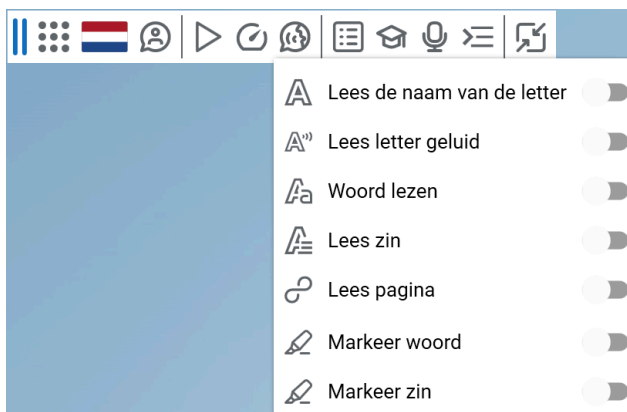 Lees de naam van de letter
Lees letter geluid
Woord lezen
Lees zin
Lees pagina
Markeer woord
Markeer zin